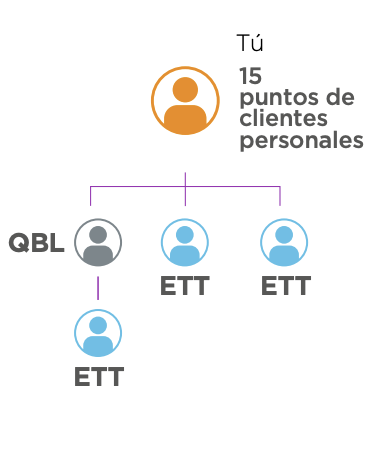 Tú
15
puntos de
clientes
personales
QBL
ETT
ETT
ETT